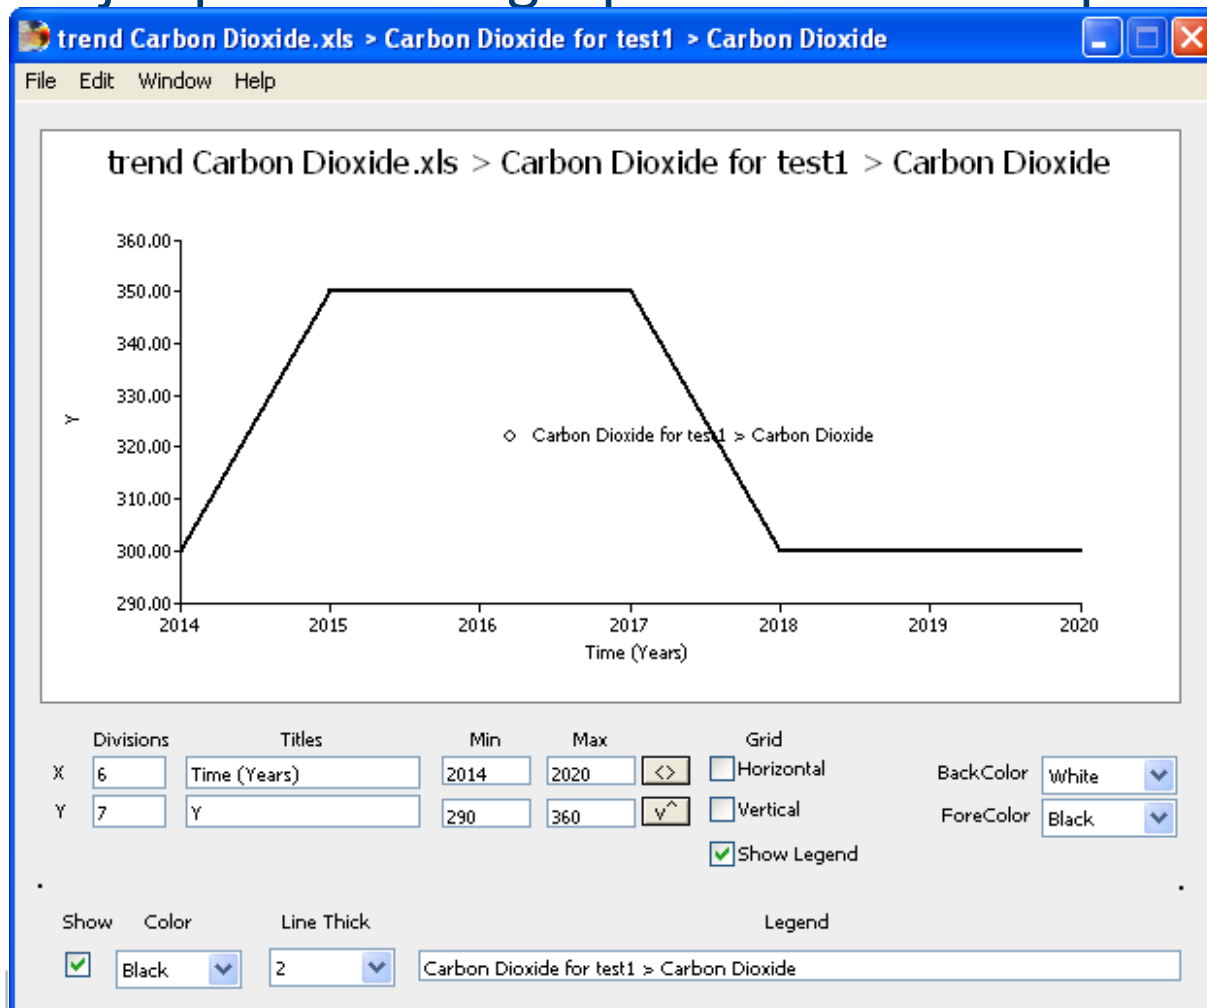 trend Carbon Dioxide.xls > Carbon Dioxide for test1 > Carbon Dioxide
File Edit Window Help
trend Carbon Dioxide.xls > Carbon Dioxide for test1 > Carbon Dioxide
360.00
350.00
340.00
330.00
Y
Carbon Dioxide for test1 > Carbon Dioxide
320.00
310.00
300.00
290.00
2014 2015 2016 2017 2018 2019 2020
Time (Years)
Divisions Titles Min Max Grid
X 6 Time (Years) 2014 2020 <> Horizontal BackColor White
Y 7 Y 290 360 v^ Vertical ForeColor Black
Show Legend
Show Color Line Thick Legend
Black 2 Carbon Dioxide for test1 > Carbon Dioxide